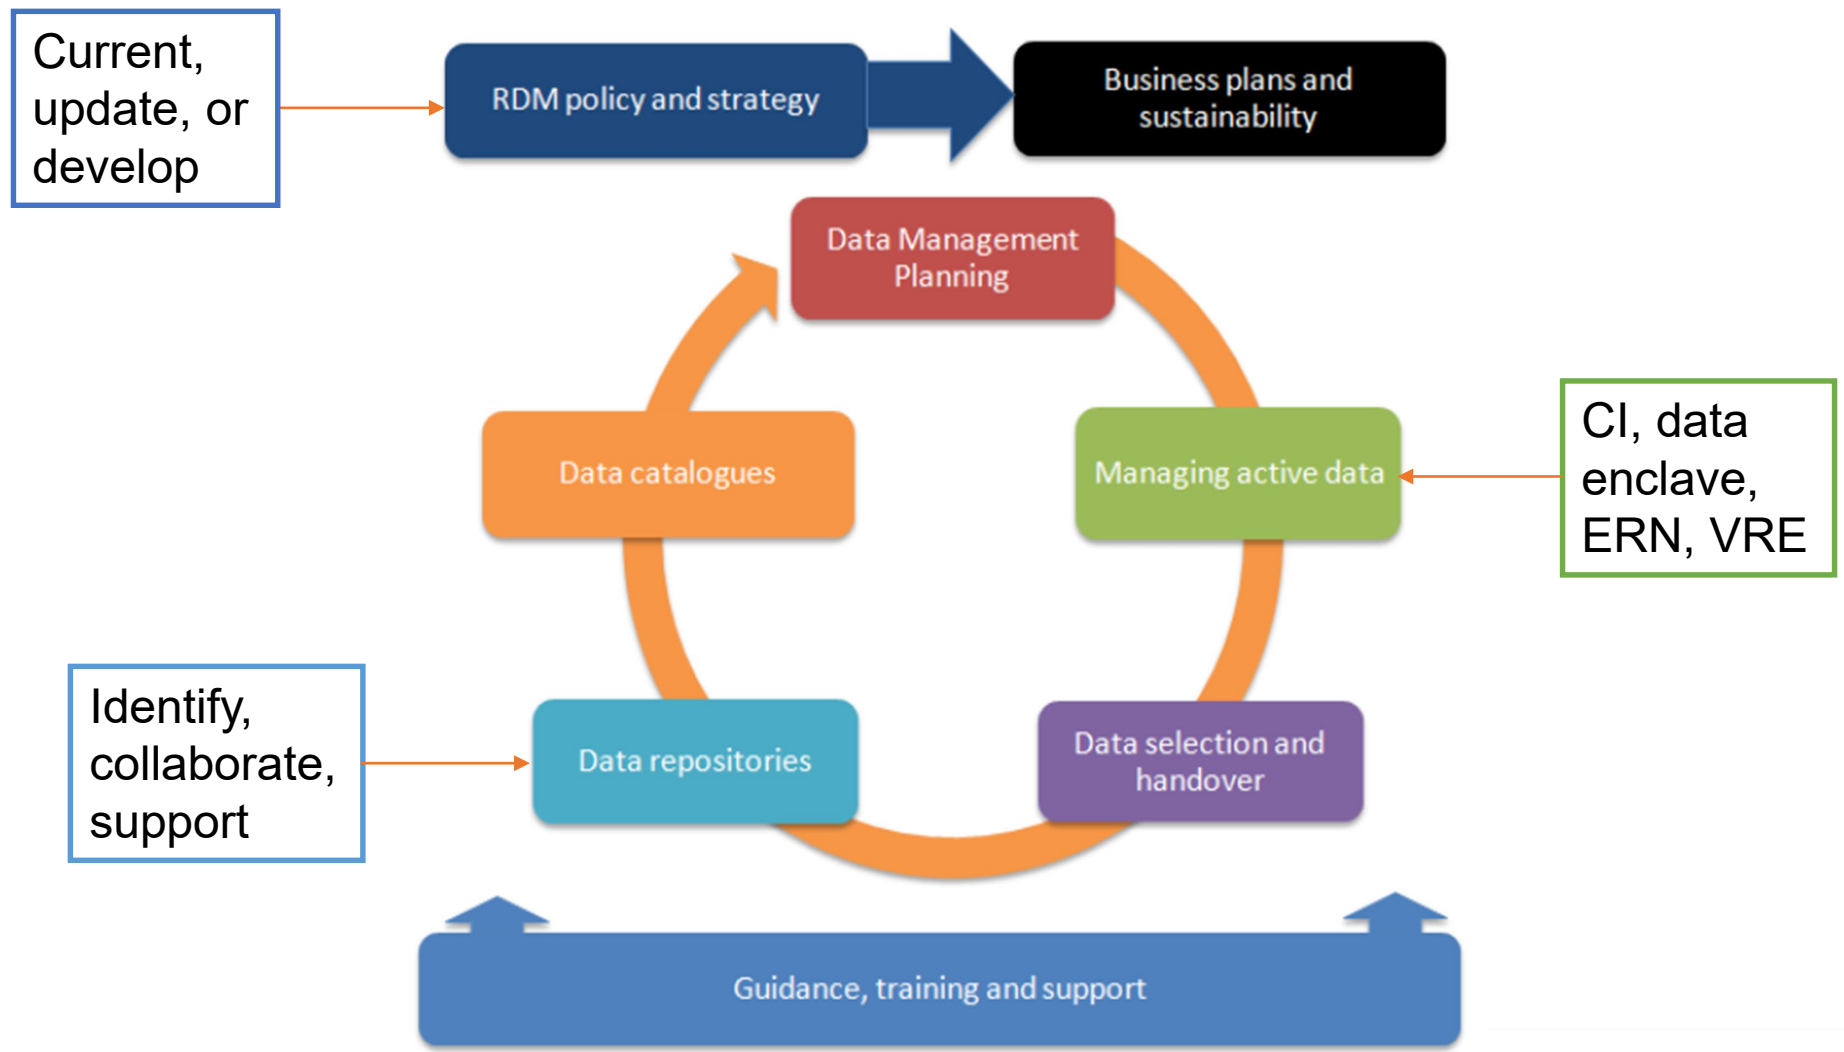 Current,
update, or
develop
RDM policy and strategy
Business plans and
sustainability
Data Management
Planning
Data catalogues
Managing active data
CI, data
enclave,
ERN, VRE
Identify,
collaborate,
support
Data repositories
Data selection and
handover
Guidance, training and support